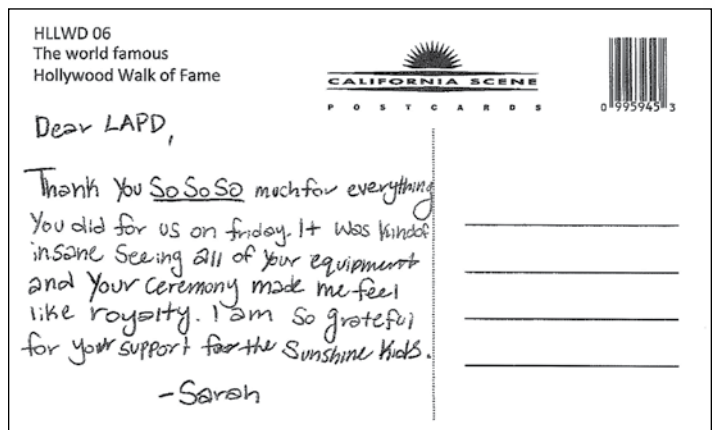 HLLWD 06
The world famous
Hollywood Walk of Fame
CALIFORNIA SCENE
POSTCARDS
0 995945 3
Dear LAPD,
Thank You So So So much for everything
You did for us on friday. It was kindof
insane seeing all of your equipment
and Your ceremony made me feel
like royalty. I am so grateful
for your support for the Sunshine Kids.
-Sarah